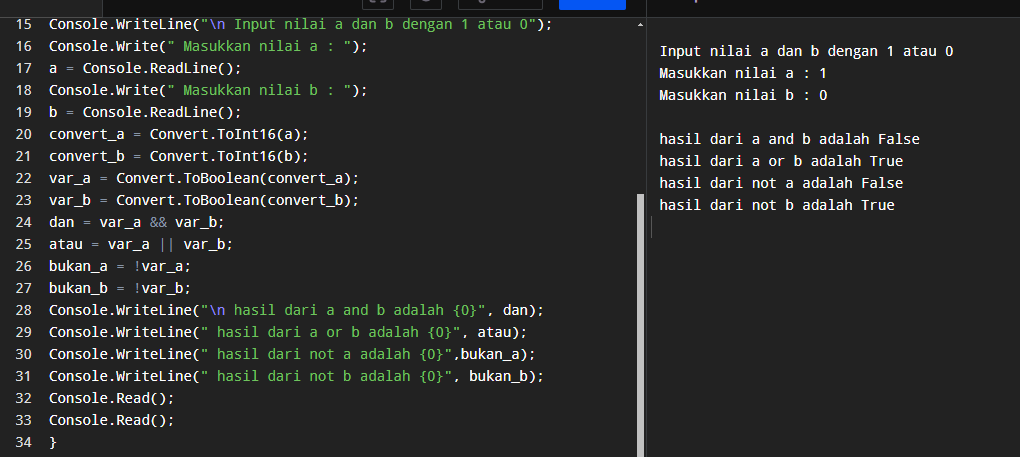 15 Console.WriteLine("\n Input nilai a dan b dengan 1 atau 0");
16 Console.Write(" Masukkan nilai a : ");
17 a = Console.ReadLine();
18 Console.Write(" Masukkan nilai b : ");
19 b = Console.ReadLine();
20 convert_a = Convert.ToInt16(a);
21 convert_b = Convert.ToInt16(b);
22 var_a = Convert.ToBoolean(convert_a);
23 var_b = Convert.ToBoolean(convert_b);
24 dan = var_a && var_b;
25 atau = var_a || var_b;
26 bukan_a = !var_a;
27 bukan_b = !var_b;
28 Console.WriteLine("\n hasil dari a and b adalah {0}", dan);
29 Console.WriteLine(" hasil dari a or b adalah {0}", atau);
30 Console.WriteLine(" hasil dari not a adalah {0}",bukan_a);
31 Console.WriteLine(" hasil dari not b adalah {0}", bukan_b);
32 Console.Read();
33 Console.Read();
34 }
Input nilai a dan b dengan 1 atau 0
Masukkan nilai a : 1
Masukkan nilai b : 0
hasil dari a and b adalah False
hasil dari a or b adalah True
hasil dari not a adalah False
hasil dari not b adalah True